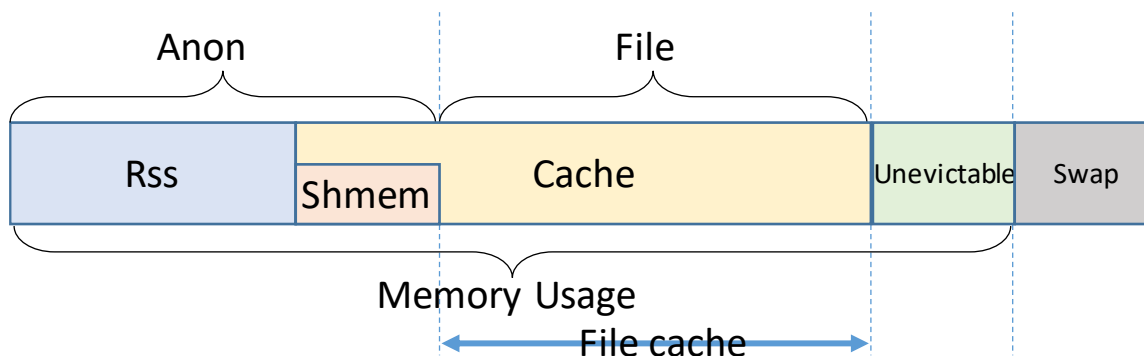 Anon
File
Rss
Shmem
Cache
Unevictable
Swap
Memory Usage
File cache